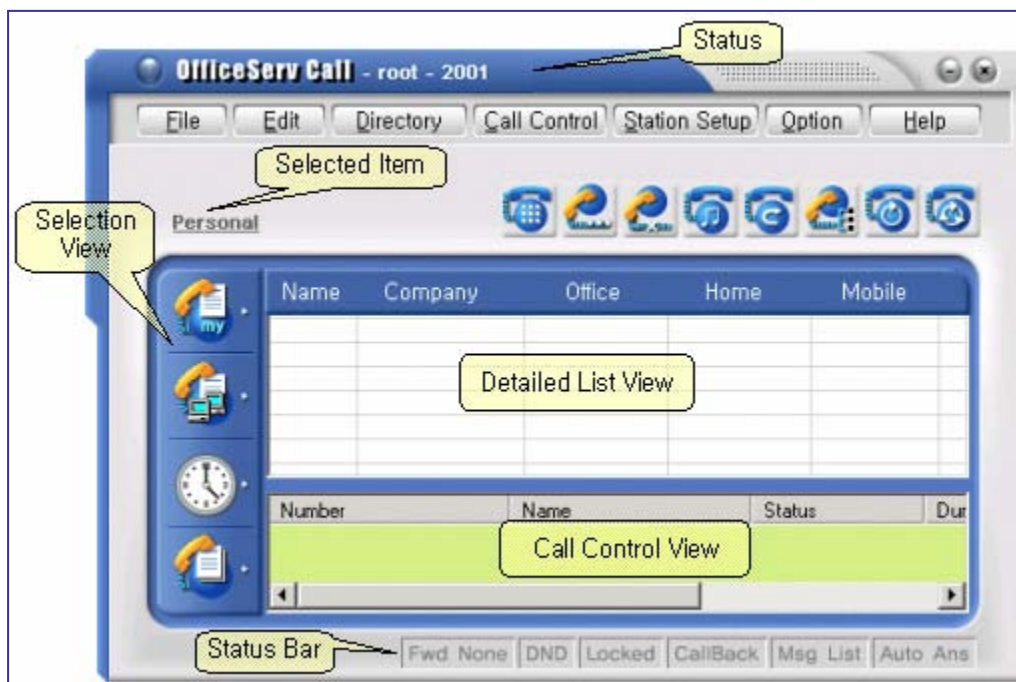 Status
OfficeServ Call - root - 2001
File Edit Directory Call Control Station Setup Option Help
Selected Item
Selection View
Personal
my
Name Company Office Home Mobile
Detailed List View
Number Name Status Dur
Call Control View
Status Bar
Fwd None DND Locked CallBack Msg List Auto Ans